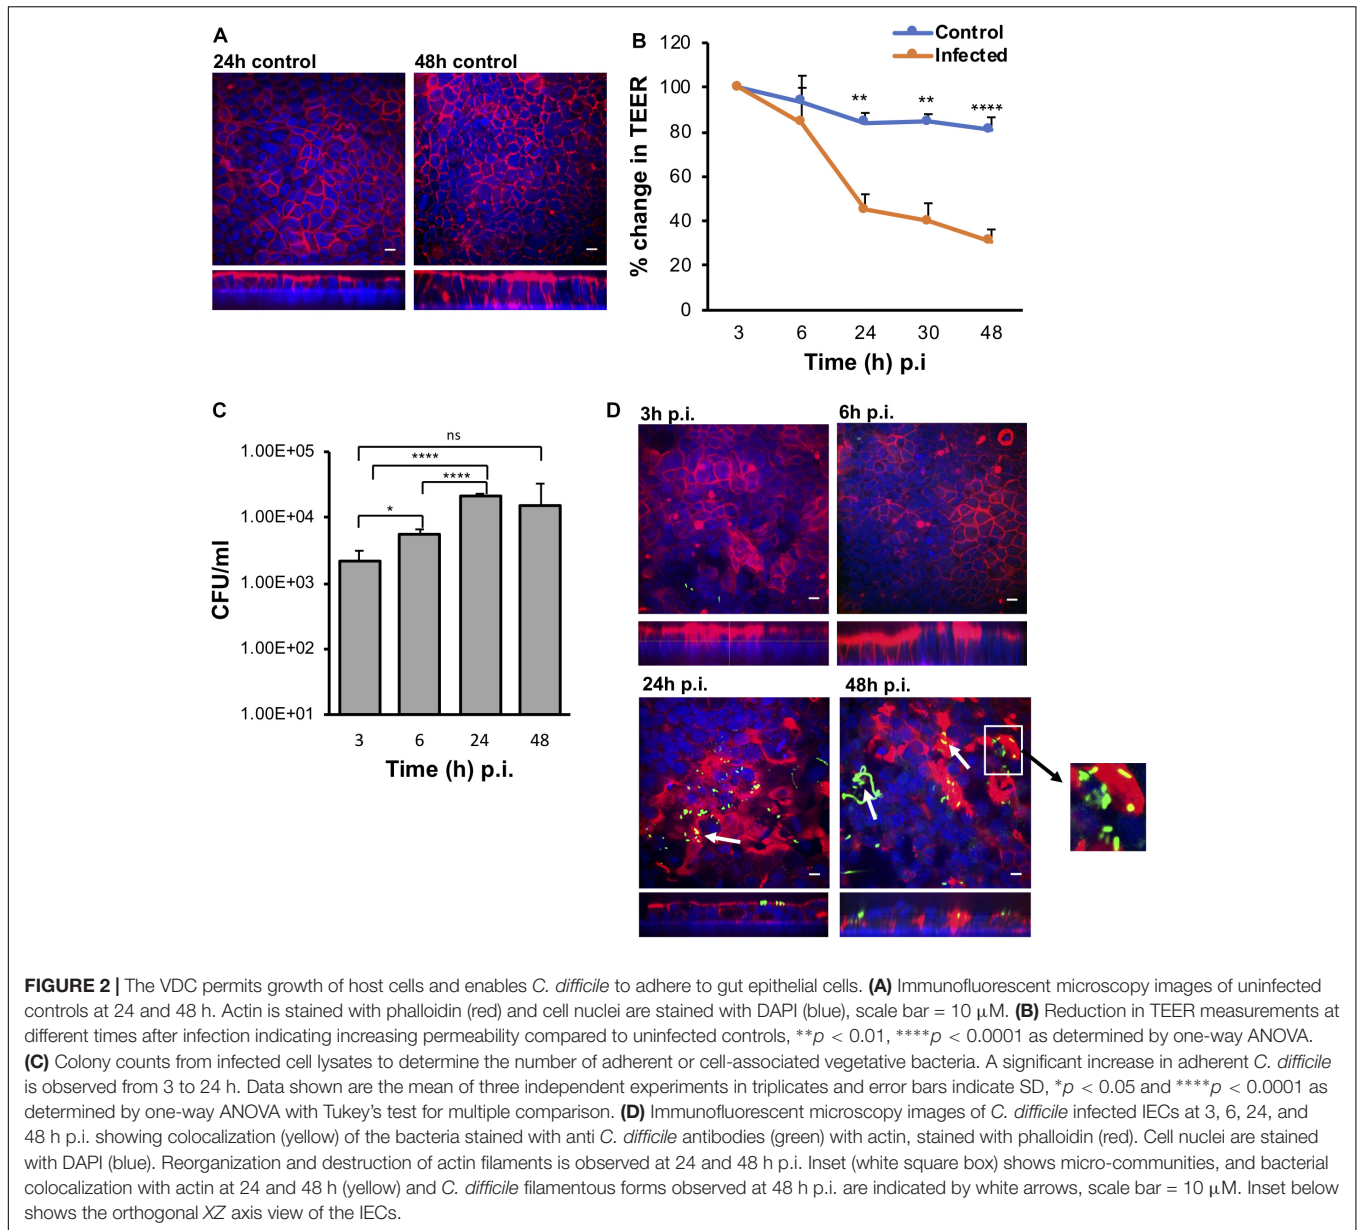 A
24h control
48h control
B
Control
Infected
120
100
80
60
40
20
0
% change in TEER
**
**
****
3
6
24
30
48
Time (h) p.i
C
ns
****
****
*
1.00E+05
1.00E+04
1.00E+03
1.00E+02
1.00E+01
CFU/ml
3
6
24
48
Time (h) p.i.
D
3h p.i.
6h p.i.
24h p.i.
48h p.i.
FIGURE 2 | The VDC permits growth of host cells and enables C. difficile to adhere to gut epithelial cells. (A) Immunofluorescent microscopy images of uninfected
controls at 24 and 48 h. Actin is stained with phalloidin (red) and cell nuclei are stained with DAPI (blue), scale bar = 10 μM. (B) Reduction in TEER measurements at
different times after infection indicating increasing permeability compared to uninfected controls, **p < 0.01, ****p < 0.0001 as determined by one-way ANOVA.
(C) Colony counts from infected cell lysates to determine the number of adherent or cell-associated vegetative bacteria. A significant increase in adherent C. difficile
is observed from 3 to 24 h. Data shown are the mean of three independent experiments in triplicates and error bars indicate SD, *p < 0.05 and ****p < 0.0001 as
determined by one-way ANOVA with Tukey's test for multiple comparison. (D) Immunofluorescent microscopy images of C. difficile infected IECs at 3, 6, 24, and
48 h p.i. showing colocalization (yellow) of the bacteria stained with anti C. difficile antibodies (green) with actin, stained with phalloidin (red). Cell nuclei are stained
with DAPI (blue). Reorganization and destruction of actin filaments is observed at 24 and 48 h p.i. Inset (white square box) shows micro-communities, and bacterial
colocalization with actin at 24 and 48 h (yellow) and C. difficile filamentous forms observed at 48 h p.i. are indicated by white arrows, scale bar = 10 μM. Inset below
shows the orthogonal XZ axis view of the IECs.